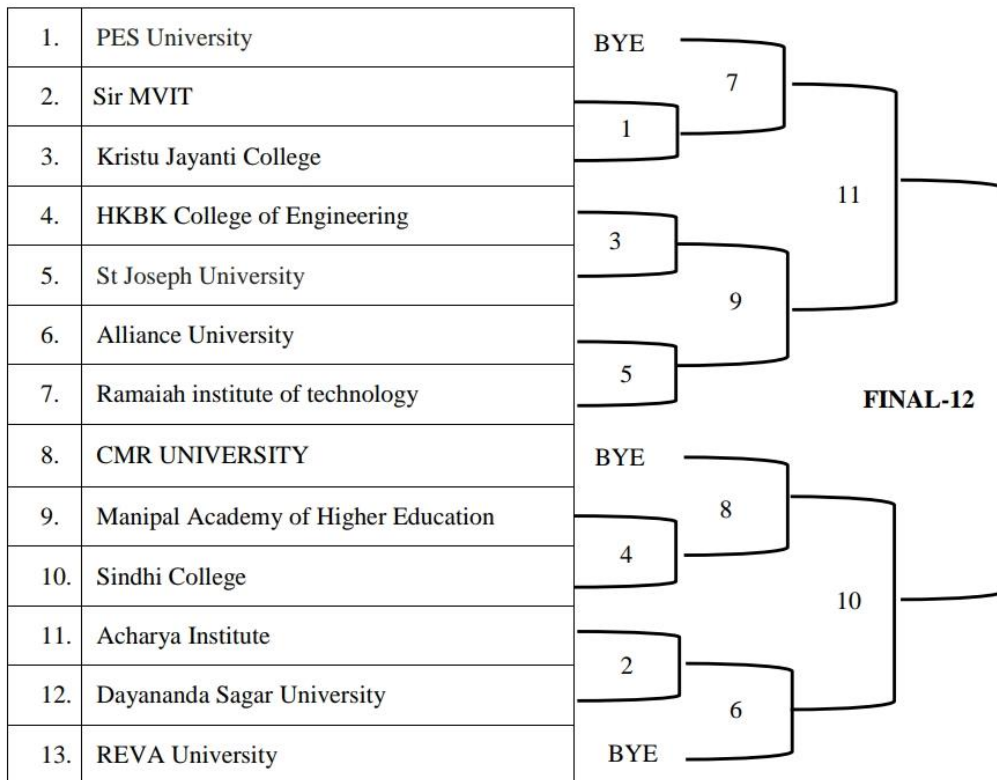 1. PES University BYE
7
2. Sir MVIT
1
3. Kristu Jayanti College
11
4. HKBK College of Engineering
3
5. St Joseph University
9
6. Alliance University
5
7. Ramaiah institute of technology
FINAL-12
8. CMR UNIVERSITY BYE
8
9. Manipal Academy of Higher Education
4
10. Sindhi College
10
11. Acharya Institute
2
12. Dayananda Sagar University
6
13. REVA University BYE